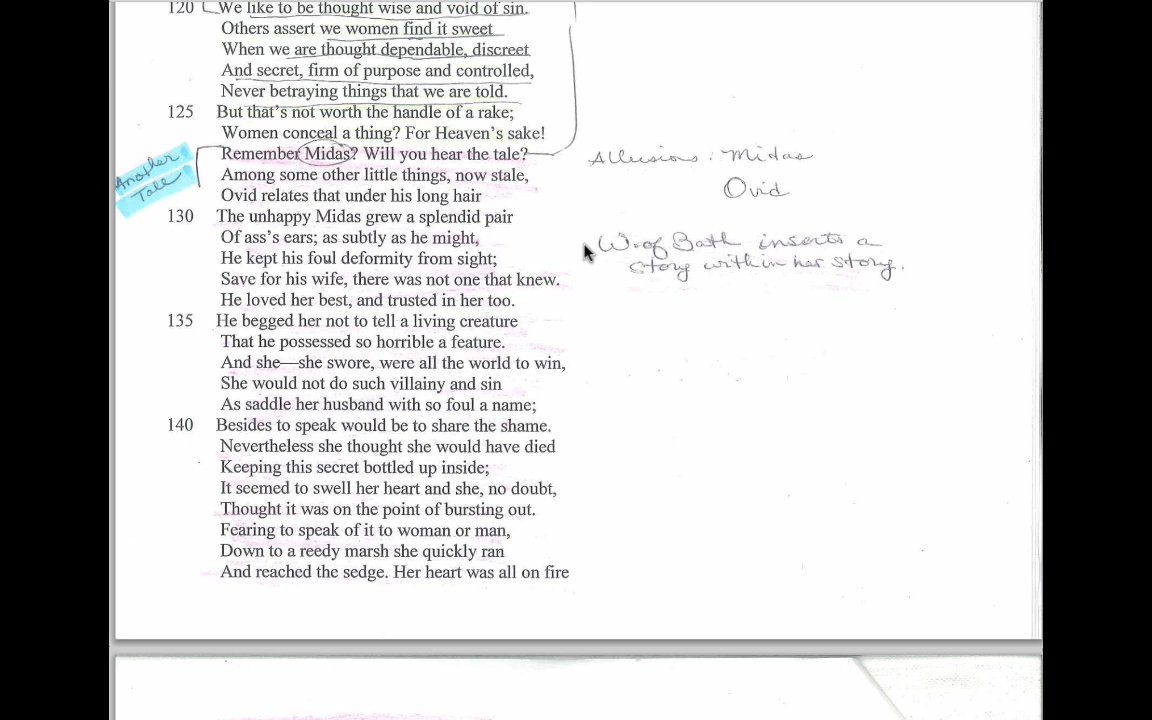 120 We like to be thought wise and void of sin.
Others assert we women find it sweet
When we are thought dependable, discreet
And secret, firm of purpose and controlled,
Never betraying things that we are told.
125 But that's not worth the handle of a rake;
Women conceal a thing? For Heaven's sake!
Remember Midas? Will you hear the tale?
Among some other little things, now stale,
Ovid relates that under his long hair
130 The unhappy Midas grew a splendid pair
Of ass's ears; as subtly as he might,
He kept his foul deformity from sight;
Save for his wife, there was not one that knew.
He loved her best, and trusted in her too.
135 He begged her not to tell a living creature
That he possessed so horrible a feature.
And she—she swore, were all the world to win,
She would not do such villainy and sin
As saddle her husband with so foul a name;
140 Besides to speak would be to share the shame.
Nevertheless she thought she would have died
Keeping this secret bottled up inside;
It seemed to swell her heart and she, no doubt,
Thought it was on the point of bursting out.
Fearing to speak of it to woman or man,
Down to a reedy marsh she quickly ran
And reached the sedge. Her heart was all on fire
Another
Tale
Allusions: Midas
Ovid
W. of Bath inserts a
story within her story.